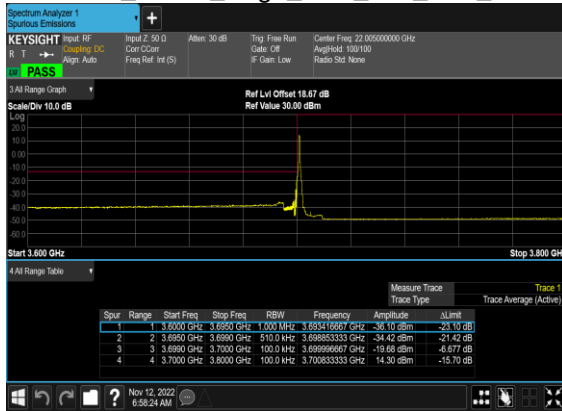 Spectrum Analyzer 1
Spurious Emissions
+
KEYSIGHT Input: RF Input Z: 50 Ω Atten: 30 dB Trig: Free Run Center Freq: 22.005000000 GHz
R T Coupling: DC Corr CCorr Gate: Off Avg|Hold: 100/100
Align: Auto Freq Ref: Int (S) IF Gain: Low Radio Std: None
LW PASS
3 All Range Graph Ref Lvl Offset 18.67 dB
Scale/Div 10.0 dB Ref Value 30.00 dBm
Log
20.0
10.0
0.00
-10.0
-20.0
-30.0
-40.0
-50.0
-60.0
Start 3.600 GHz Stop 3.800 GH
4 All Range Table
Measure Trace Trace 1
Trace Type Trace Average (Active)
Spur Range Start Freq Stop Freq RBW Frequency Amplitude ΔLimit
1 1 3.6000 GHz 3.6950 GHz 1.000 MHz 3.693416667 GHz -36.10 dBm -23.10 dB
2 2 3.6950 GHz 3.6990 GHz 510.0 kHz 3.698853333 GHz -34.42 dBm -21.42 dB
3 3 3.6990 GHz 3.7000 GHz 100.0 kHz 3.699996667 GHz -19.68 dBm -6.677 dB
4 4 3.7000 GHz 3.8000 GHz 100.0 kHz 3.700833333 GHz 14.30 dBm -15.70 dB
? Nov 12, 2022
6:58:24 AM